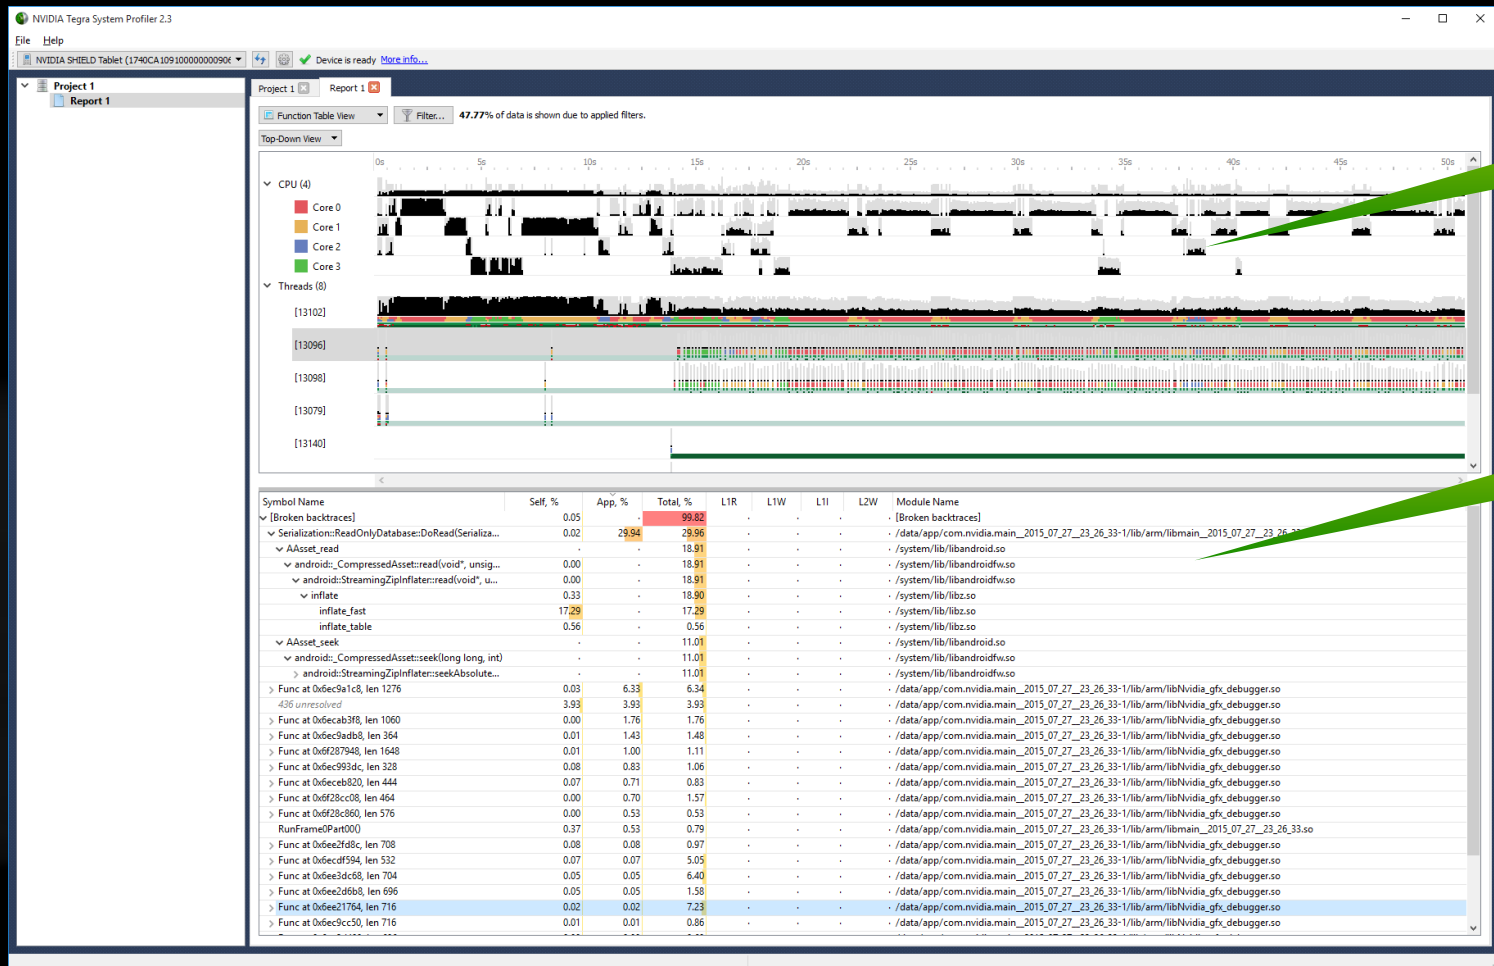 NVIDIA Tegra System Profiler 2.3
File Help
NVIDIA SHIELD Tablet (1740CA109100000000906 Device is ready More info...
Project 1
Report 1
Project 1 Report 1
Function Table View Filter... 47.77% of data is shown due to applied filters.
Top-Down View
0s 5s 10s 15s 20s 25s 30s 35s 40s 45s 50s
CPU (4)
Core 0
Core 1
Core 2
Core 3
Threads (8)
[13102]
[13096]
[13098]
[13079]
[13140]
Symbol Name Self, % App, % Total, % L1R L1W L1I L2W Module Name
[Broken backtraces] 0.05 . 99.82 . . . . [Broken backtraces]
Serialization::ReadOnlyDatabase::DoRead(Serializa... 0.02 29.94 29.96 . . . . /data/app/com.nvidia.main__2015_07_27__23_26_33-1/lib/arm/libmain__2015_07_27__23_26_33.so
AAsset_read . . 18.91 . . . . /system/lib/libandroid.so
android::_CompressedAsset::read(void*, unsig... 0.00 . 18.91 . . . . /system/lib/libandroidfw.so
android::StreamingZipInflater::read(void*, u... 0.00 . 18.91 . . . . /system/lib/libandroidfw.so
inflate 0.33 . 18.90 . . . . /system/lib/libz.so
inflate_fast 17.29 . 17.29 . . . . /system/lib/libz.so
inflate_table 0.56 . 0.56 . . . . /system/lib/libz.so
AAsset_seek . . 11.01 . . . . /system/lib/libandroid.so
android::_CompressedAsset::seek(long long, int) . . 11.01 . . . . /system/lib/libandroidfw.so
android::StreamingZipInflater::seekAbsolute... . . 11.01 . . . . /system/lib/libandroidfw.so
Func at 0x6ec9a1c8, len 1276 0.03 6.33 6.34 . . . . /data/app/com.nvidia.main__2015_07_27__23_26_33-1/lib/arm/libNvidia_gfx_debugger.so
436 unresolved 3.93 3.93 3.93 . . . . /data/app/com.nvidia.main__2015_07_27__23_26_33-1/lib/arm/libNvidia_gfx_debugger.so
Func at 0x6ecab3f8, len 1060 0.00 1.76 1.76 . . . . /data/app/com.nvidia.main__2015_07_27__23_26_33-1/lib/arm/libNvidia_gfx_debugger.so
Func at 0x6ec9adb8, len 364 0.01 1.43 1.48 . . . . /data/app/com.nvidia.main__2015_07_27__23_26_33-1/lib/arm/libNvidia_gfx_debugger.so
Func at 0x6f287948, len 1648 0.01 1.00 1.11 . . . . /data/app/com.nvidia.main__2015_07_27__23_26_33-1/lib/arm/libNvidia_gfx_debugger.so
Func at 0x6ec993dc, len 328 0.08 0.83 1.06 . . . . /data/app/com.nvidia.main__2015_07_27__23_26_33-1/lib/arm/libNvidia_gfx_debugger.so
Func at 0x6eceb820, len 444 0.07 0.71 0.83 . . . . /data/app/com.nvidia.main__2015_07_27__23_26_33-1/lib/arm/libNvidia_gfx_debugger.so
Func at 0x6f28cc08, len 464 0.00 0.70 1.57 . . . . /data/app/com.nvidia.main__2015_07_27__23_26_33-1/lib/arm/libNvidia_gfx_debugger.so
Func at 0x6f28c860, len 576 0.00 0.53 0.53 . . . . /data/app/com.nvidia.main__2015_07_27__23_26_33-1/lib/arm/libNvidia_gfx_debugger.so
RunFrame0Part00() 0.37 0.53 0.79 . . . . /data/app/com.nvidia.main__2015_07_27__23_26_33-1/lib/arm/libmain__2015_07_27__23_26_33.so
Func at 0x6ee2fd8c, len 708 0.08 0.08 0.97 . . . . /data/app/com.nvidia.main__2015_07_27__23_26_33-1/lib/arm/libNvidia_gfx_debugger.so
Func at 0x6ecdf594, len 532 0.07 0.07 5.05 . . . . /data/app/com.nvidia.main__2015_07_27__23_26_33-1/lib/arm/libNvidia_gfx_debugger.so
Func at 0x6ee3dc68, len 704 0.05 0.05 6.40 . . . . /data/app/com.nvidia.main__2015_07_27__23_26_33-1/lib/arm/libNvidia_gfx_debugger.so
Func at 0x6ee2d6b8, len 696 0.05 0.05 1.58 . . . . /data/app/com.nvidia.main__2015_07_27__23_26_33-1/lib/arm/libNvidia_gfx_debugger.so
Func at 0x6ee21764, len 716 0.02 0.02 7.23 . . . . /data/app/com.nvidia.main__2015_07_27__23_26_33-1/lib/arm/libNvidia_gfx_debugger.so
Func at 0x6ec9cc50, len 716 0.01 0.01 0.86 . . . . /data/app/com.nvidia.main__2015_07_27__23_26_33-1/lib/arm/libNvidia_gfx_debugger.so